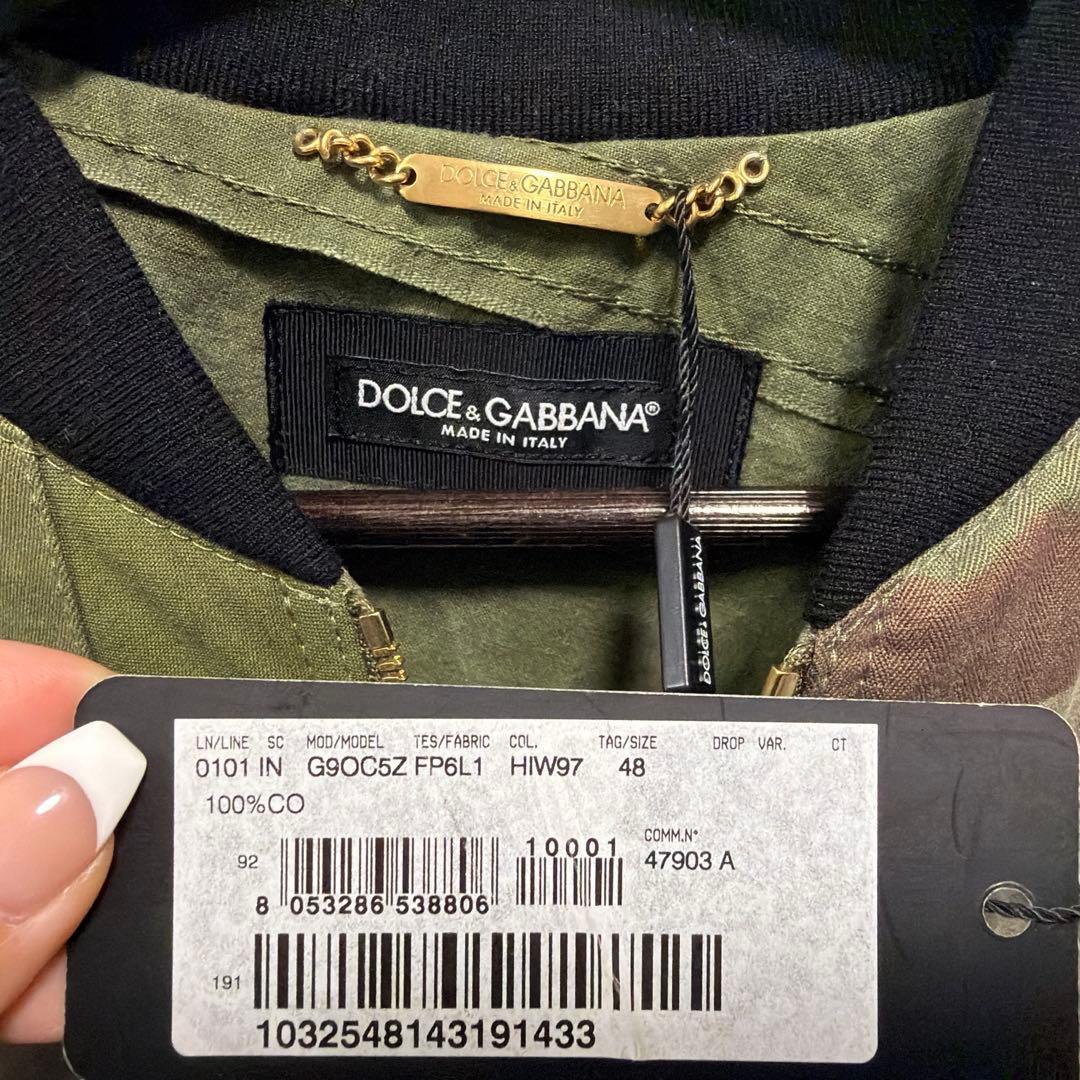 DOLCE&GABBANA
MADE IN ITALY
DOLCE&GABBANA®
MADE IN ITALY
DOLCE&GABBANA
LN/LINE SC MOD/MODEL TES/FABRIC COL. TAG/SIZE DROP VAR. CT
0101 IN G9OC5Z FP6L1 HIW97 48
100%CO
92
8 053286 538806
10001
COMM.N°
47903 A
191
1032548143191433